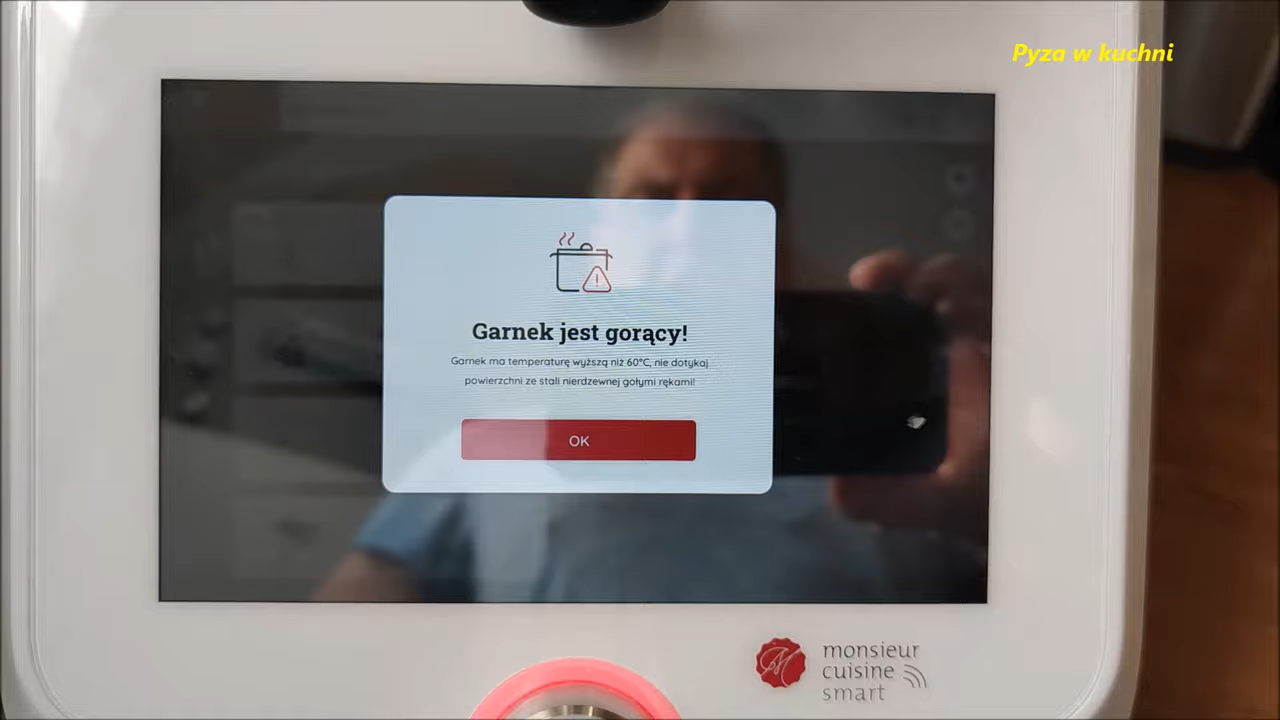 Pyza w kuchni
Garnek jest gorący!
Garnek ma temperaturę wyższą niż 60°C, nie dotykaj
powierzchni ze stali nierdzewnej gołymi rękami!
OK
monsieur
cuisine
smart